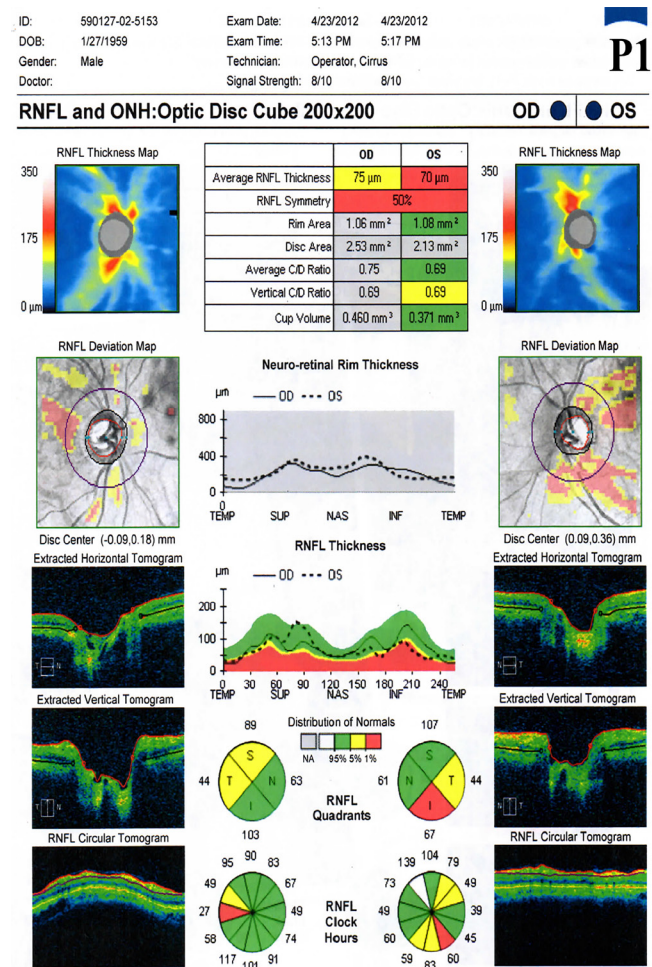 ID: 590127-02-5153 Exam Date: 4/23/2012 4/23/2012
DOB: 1/27/1959 Exam Time: 5:13 PM 5:17 PM
Gender: Male Technician: Operator, Cirrus
Doctor: Signal Strength: 8/10 8/10
P1
RNFL and ONH:Optic Disc Cube 200x200 OD OS
RNFL Thickness Map
350
175
0 µm
OD OS
Average RNFL Thickness 75 µm 70 µm
RNFL Symmetry 50%
Rim Area 1.06 mm² 1.08 mm²
Disc Area 2.53 mm² 2.13 mm²
Average C/D Ratio 0.75 0.69
Vertical C/D Ratio 0.69 0.69
Cup Volume 0.460 mm³ 0.371 mm³
RNFL Thickness Map
350
175
0 µm
RNFL Deviation Map
Disc Center (-0.09,0.18) mm
Neuro-retinal Rim Thickness
µm OD OS
800
400
0
TEMP SUP NAS INF TEMP
RNFL Deviation Map
Disc Center (0.09,0.36) mm
Extracted Horizontal Tomogram
T N
RNFL Thickness
µm OD OS
200
100
0
0 30 60 90 120 150 180 210 240
TEMP SUP NAS INF TEMP
Extracted Horizontal Tomogram
N T
Extracted Vertical Tomogram
T N
Distribution of Normals
NA 95% 5% 1%
89
44 S T N I 63
103
RNFL
Quadrants
107
61 S N T I 44
67
Extracted Vertical Tomogram
N T
RNFL Circular Tomogram
95 90 83
49 67
27 49
58 74
117 101 91
RNFL
Clock
Hours
139 104 79
73 49
49 39
60 45
59 83 60
RNFL Circular Tomogram